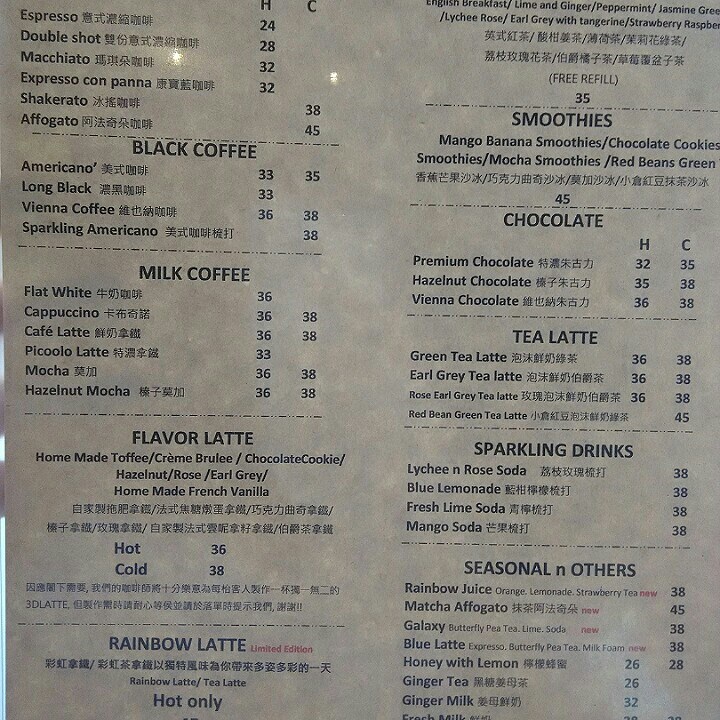 H C
Espresso 意式濃縮咖啡 24
Double shot 雙份意式濃縮咖啡 28
Macchiato 瑪琪朵咖啡 32
Expresso con panna 康寶藍咖啡 32
Shakerato 冰搖咖啡 38
Affogato 阿法奇朵咖啡 45
BLACK COFFEE
Americano' 美式咖啡 33 35
Long Black 濃黑咖啡 33
Vienna Coffee 維也納咖啡 36 38
Sparkling Americano 美式咖啡梳打 38
MILK COFFEE
Flat White 牛奶咖啡 36
Cappuccino 卡布奇諾 36 38
Café Latte 鮮奶拿鐵 36 38
Picoolo Latte 特濃拿鐵 33
Mocha 莫加 36 38
Hazelnut Mocha 榛子莫加 36 38
FLAVOR LATTE
Home Made Toffee/Crème Brulee / ChocolateCookie/
Hazelnut/Rose /Earl Grey/
Home Made French Vanilla
自家製拖肥拿鐵/法式焦糖燉蛋拿鐵/巧克力曲奇拿鐵/
榛子拿鐵/玫瑰拿鐵/ 自家製法式雲呢拿籽拿鐵/伯爵茶拿鐵
Hot 36
Cold 38
因應閣下需要, 我們的咖啡師將十分樂意為每怡客人製作一杯獨一無二的
3DLATTE. 但製作需時請耐心等侯並請於落單時提示我們, 謝謝!!
RAINBOW LATTE Limited Edition
彩虹拿鐵/ 彩虹茶拿鐵以獨特風味為你帶來多姿多彩的一天
Rainbow Latte/ Tea Latte
Hot only
English Breakfast/ Lime and Ginger/Peppermint/ Jasmine Gree
/Lychee Rose/ Earl Grey with tangerine/Strawberry Raspbe
英式紅茶/ 酸柑姜茶/薄荷茶/茉莉花綠茶/
荔枝玫瑰花茶/伯爵橘子茶/草莓覆盆子茶
(FREE REFILL)
35
SMOOTHIES
Mango Banana Smoothies/Chocolate Cookies
Smoothies/Mocha Smoothies /Red Beans Green
香蕉芒果沙冰/巧克力曲奇沙冰/莫加沙冰/小倉紅豆抹茶沙冰
45
CHOCOLATE
H C
Premium Chocolate 特濃朱古力 32 35
Hazelnut Chocolate 榛子朱古力 35 38
Vienna Chocolate 維也納朱古力 36 38
TEA LATTE
Green Tea Latte 泡沫鮮奶綠茶 36 38
Earl Grey Tea latte 泡沫鮮奶伯爵茶 36 38
Rose Earl Grey Tea latte 玫瑰泡沫鮮奶伯爵茶 36 38
Red Bean Green Tea Latte 小倉紅豆泡沫鮮奶綠茶 45
SPARKLING DRINKS
Lychee n Rose Soda 荔枝玫瑰梳打 38
Blue Lemonade 藍柑檸檬梳打 38
Fresh Lime Soda 青檸梳打 38
Mango Soda 芒果梳打 38
SEASONAL n OTHERS
Rainbow Juice Orange. Lemonade. Strawberry Tea new 38
Matcha Affogato 抹茶阿法奇朵 new 45
Galaxy Butterfly Pea Tea. Lime. Soda new 38
Blue Latte Expresso. Butterfly Pea Tea. Milk Foam new 38
Honey with Lemon 檸檬蜂蜜 26 28
Ginger Tea 黑糖姜母茶 26
Ginger Milk 姜母鮮奶 32
Fresh Milk 鮮奶